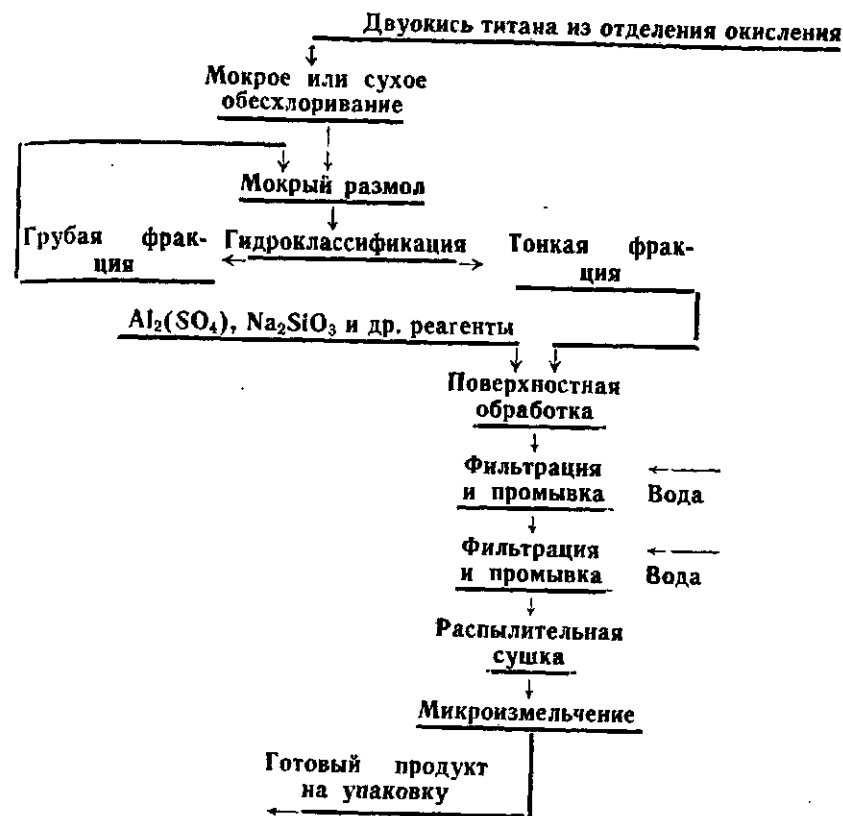 Двуокись титана из отделения окисления
Мокрое или сухое
обесхлоривание
Мокрый размол
Грубая фрак-
ция
Гидроклассификация
Тонкая фрак-
ция
Al₂(SO₄), Na₂SiO₃ и др. реагенты
Поверхностная
обработка
Фильтрация
и промывка
Вода
Фильтрация
и промывка
Вода
Распылительная
сушка
Микроизмельчение
Готовый продукт
на упаковку